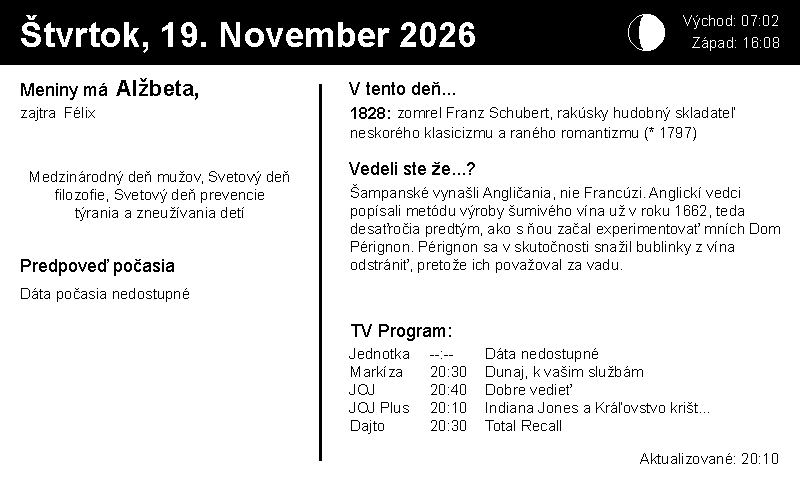 Štvrtok, 19. November 2026
Východ: 07:02
Západ: 16:08
Meniny má Alžbeta,
zajtra Félix
Medzinárodný deň mužov, Svetový deň
filozofie, Svetový deň prevencie
týrania a zneužívania detí
Predpoveď počasia
Dáta počasia nedostupné
V tento deň...
1828: zomrel Franz Schubert, rakúsky hudobný skladateľ
neskorého klasicizmu a raného romantizmu (* 1797)
Vedeli ste že...?
Šampanské vynašli Angličania, nie Francúzi. Anglickí vedci
popísali metódu výroby šumivého vína už v roku 1662, teda
desaťročia predtým, ako s ňou začal experimentovať mních Dom
Pérignon. Pérignon sa v skutočnosti snažil bublinky z vína
odstrániť, pretože ich považoval za vadu.
TV Program:
Jednotka --:-- Dáta nedostupné
Markíza 20:30 Dunaj, k vašim službám
JOJ 20:40 Dobre vedieť
JOJ Plus 20:10 Indiana Jones a Kráľovstvo krišt...
Dajto 20:30 Total Recall
Aktualizované: 20:10